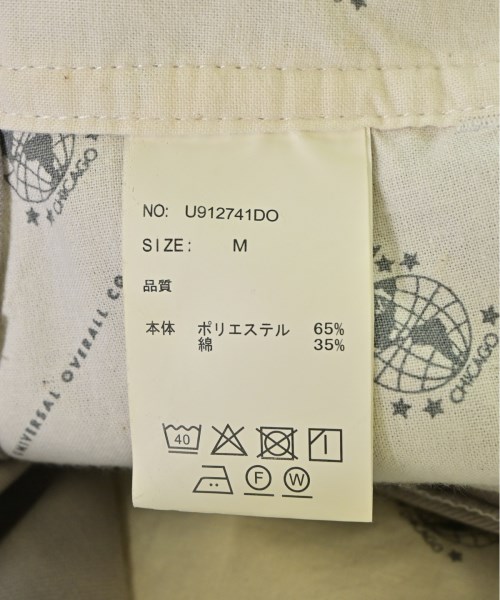 CHICAGO
NO: U912741DO
SIZE: M
品質
本体 ポリエステル 65%
綿 35%
UNIVERSAL OVERALL CO
CHICAGO
40
F W